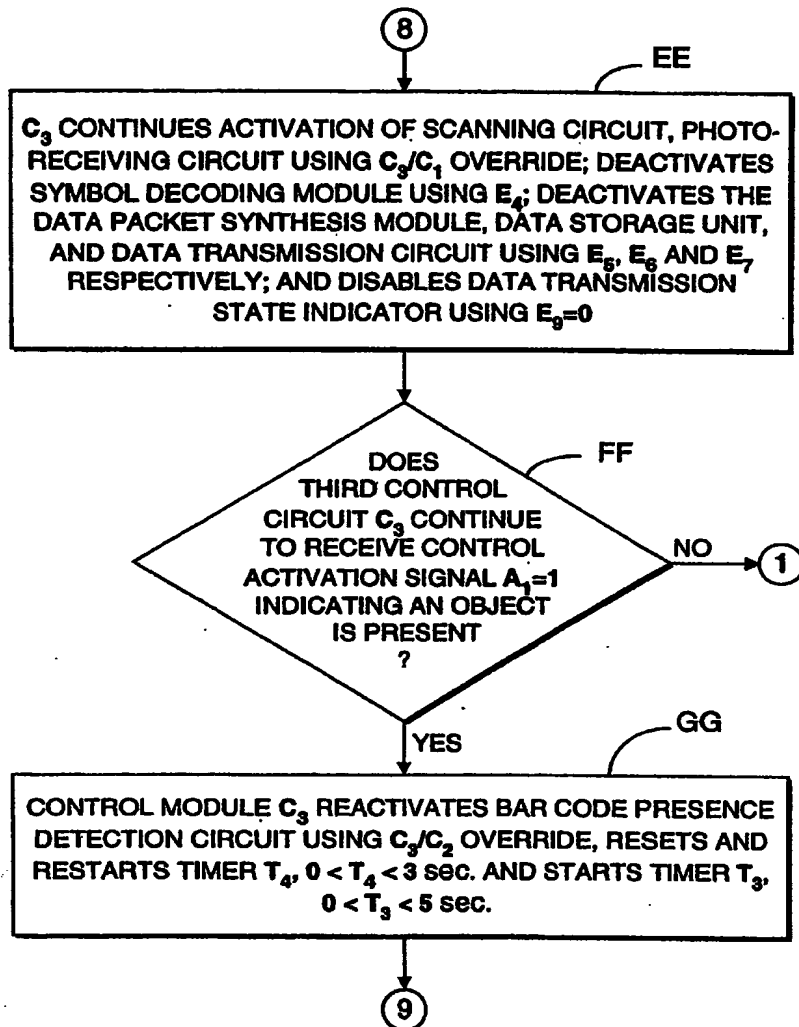 8
EE
C₃ CONTINUES ACTIVATION OF SCANNING CIRCUIT, PHOTO-
RECEIVING CIRCUIT USING C₃/C₁ OVERRIDE; DEACTIVATES
SYMBOL DECODING MODULE USING E₄; DEACTIVATES THE
DATA PACKET SYNTHESIS MODULE, DATA STORAGE UNIT,
AND DATA TRANSMISSION CIRCUIT USING E₅, E₆ AND E₇
RESPECTIVELY; AND DISABLES DATA TRANSMISSION
STATE INDICATOR USING E₉=0
FF
DOES
THIRD CONTROL
CIRCUIT C₃ CONTINUE
TO RECEIVE CONTROL
ACTIVATION SIGNAL A₁=1
INDICATING AN OBJECT
IS PRESENT
?
NO
1
YES
GG
CONTROL MODULE C₃ REACTIVATES BAR CODE PRESENCE
DETECTION CIRCUIT USING C₃/C₂ OVERRIDE, RESETS AND
RESTARTS TIMER T₄, 0 < T₄ < 3 SEC. AND STARTS TIMER T₃,
0 < T₃ < 5 SEC.
9